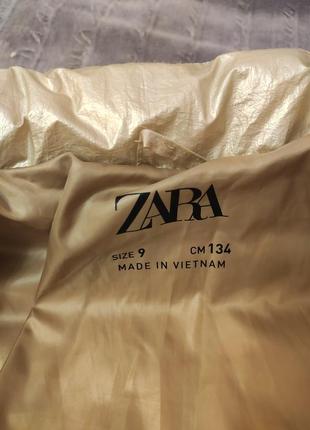 ZARA
SIZE 9 CM 134
MADE IN VIETNAM